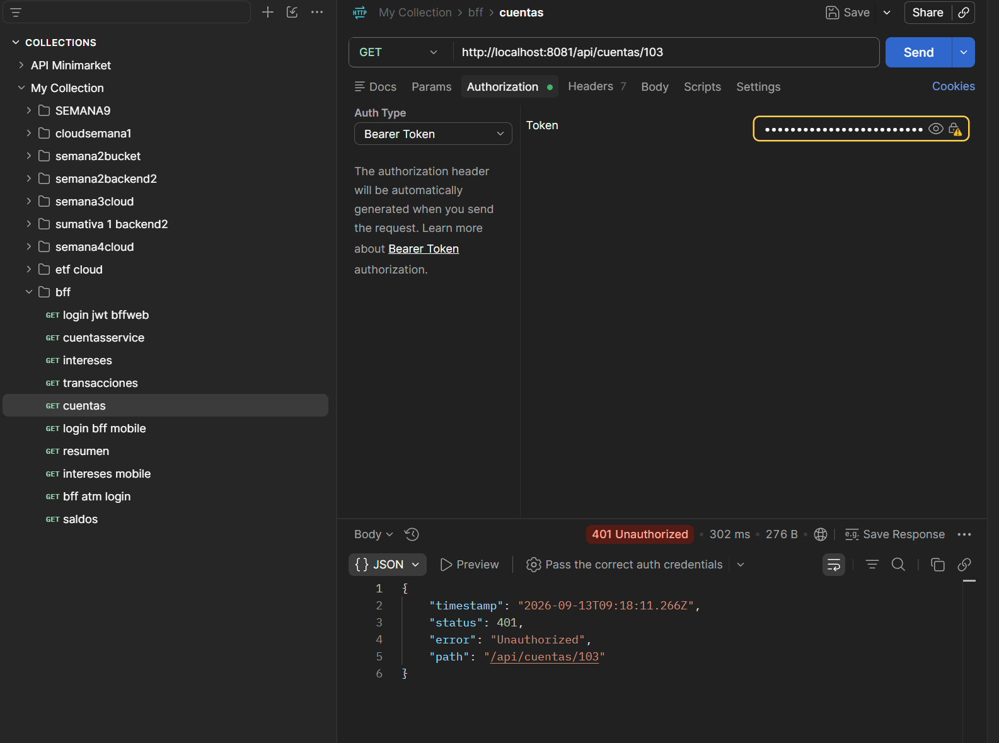 COLLECTIONS
API Minimarket
My Collection
SEMANA9
cloudsemana1
semana2bucket
semana2backend2
semana3cloud
sumativa 1 backend2
semana4cloud
etf cloud
bff
GET login jwt bffweb
GET cuentasservice
GET intereses
GET transacciones
GET cuentas
GET login bff mobile
GET resumen
GET intereses mobile
GET bff atm login
GET saldos
HTTP My Collection > bff > cuentas
Save
Share
GET http://localhost:8081/api/cuentas/103
Send
Docs Params Authorization Headers 7 Body Scripts Settings
Cookies
Auth Type
Bearer Token
The authorization header
will be automatically
generated when you send
the request. Learn more
about Bearer Token
authorization.
Token
Body
401 Unauthorized • 302 ms • 276 B
e.g. Save Response
{} JSON
Preview
Pass the correct auth credentials
1 {
2 "timestamp": "2026-09-13T09:18:11.266Z",
3 "status": 401,
4 "error": "Unauthorized",
5 "path": "/api/cuentas/103"
6 }